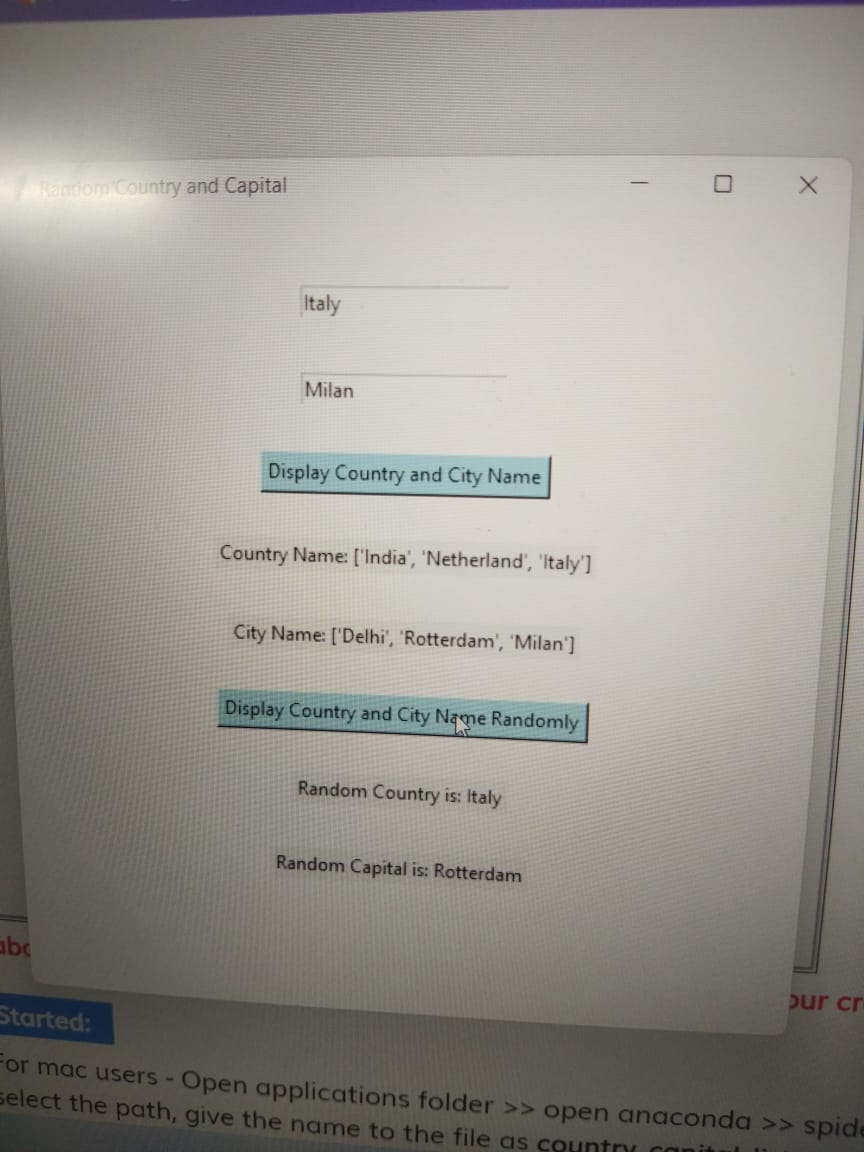 Random Country and Capital
Italy
Milan
Display Country and City Name
Country Name: ['India', 'Netherland', 'Italy']
City Name: ['Delhi', 'Rotterdam', 'Milan']
Display Country and City Name Randomly
Random Country is: Italy
Random Capital is: Rotterdam
abc
our cr
Started:
For mac users - Open applications folder >> open anaconda >> spide
select the path, give the name to the file as country_capital